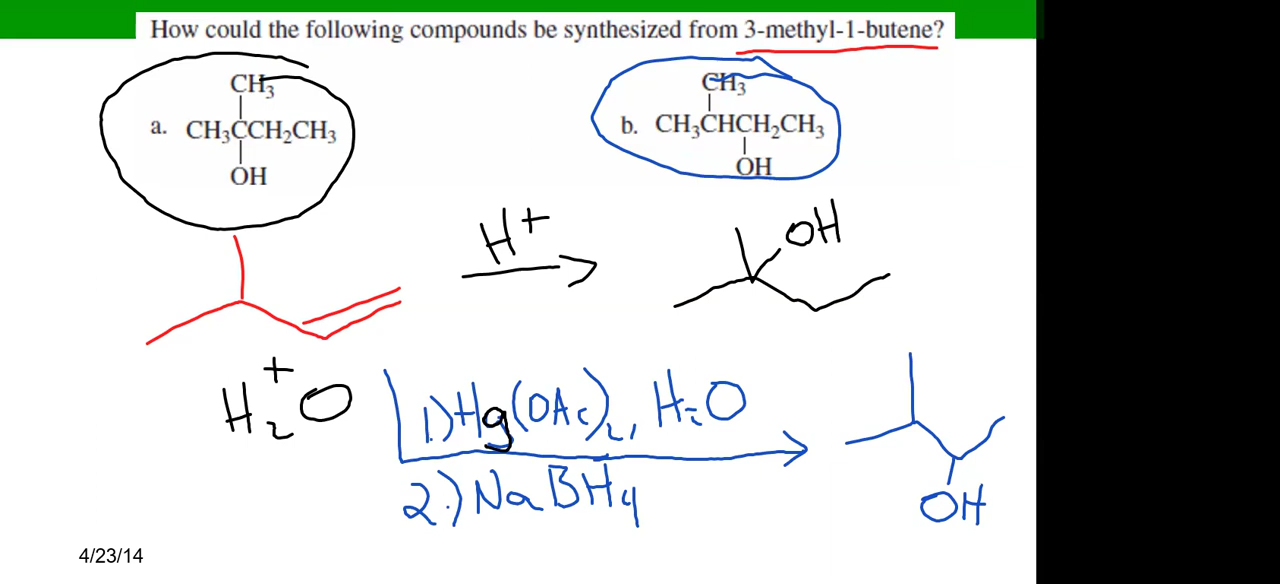 How could the following compounds be synthesized from 3-methyl-1-butene?
CH₃
a. CH₃CCH₂CH₃
OH
CH₃
b. CH₃CHCH₂CH₃
OH
H+
OH
H₂O
+
1.) Hg(OAc)₂, H₂O
2.) NaBH4
OH
4/23/14